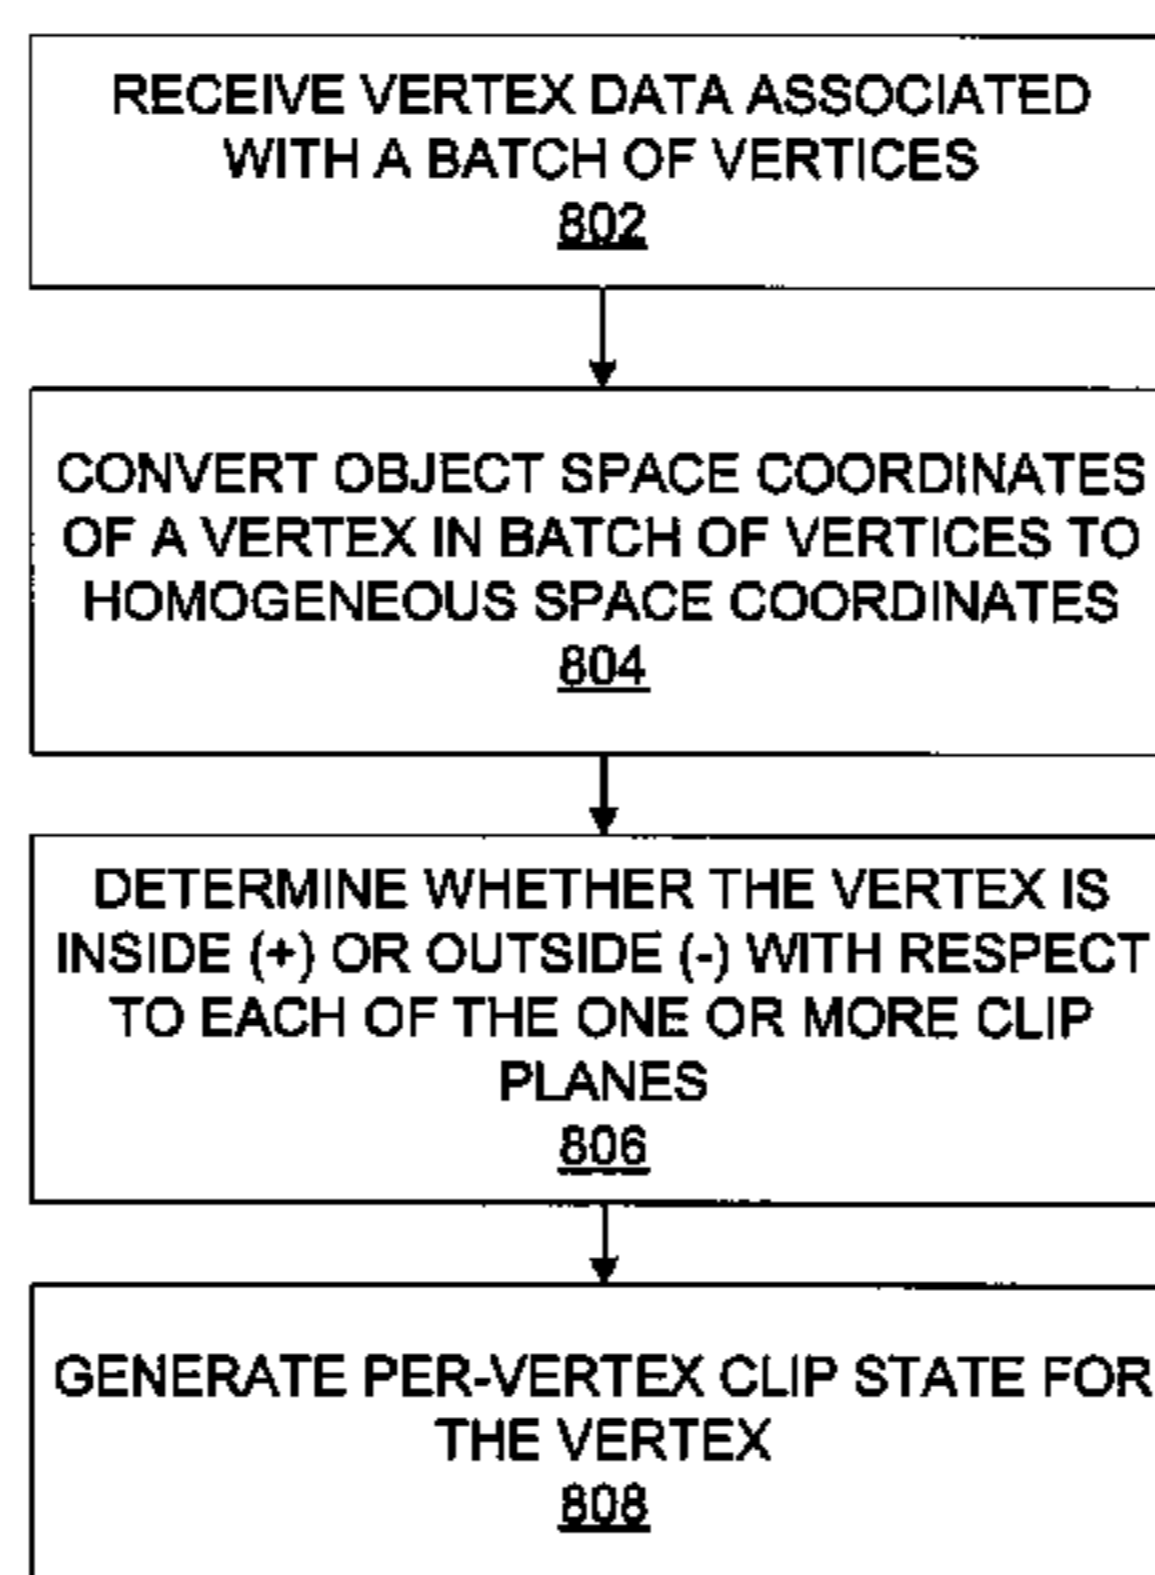 RECEIVE VERTEX DATA ASSOCIATED
WITH A BATCH OF VERTICES
802
CONVERT OBJECT SPACE COORDINATES
OF A VERTEX IN BATCH OF VERTICES TO
HOMOGENEOUS SPACE COORDINATES
804
DETERMINE WHETHER THE VERTEX IS
INSIDE (+) OR OUTSIDE (-) WITH RESPECT
TO EACH OF THE ONE OR MORE CLIP
PLANES
806
GENERATE PER-VERTEX CLIP STATE FOR
THE VERTEX
808